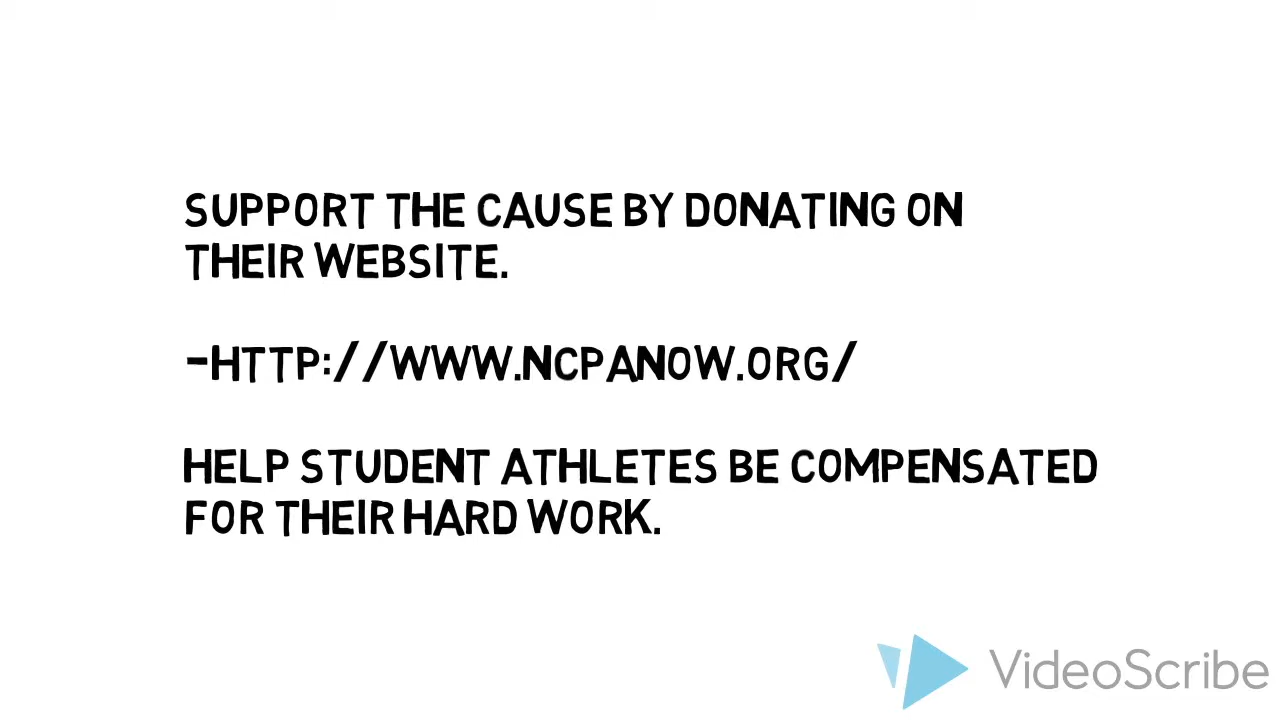 SUPPORT THE CAUSE BY DONATING ON
THEIR WEBSITE.
-HTTP://WWW.NCPANOW.ORG/
HELP STUDENT ATHLETES BE COMPENSATED
FOR THEIR HARD WORK.
VideoScribe